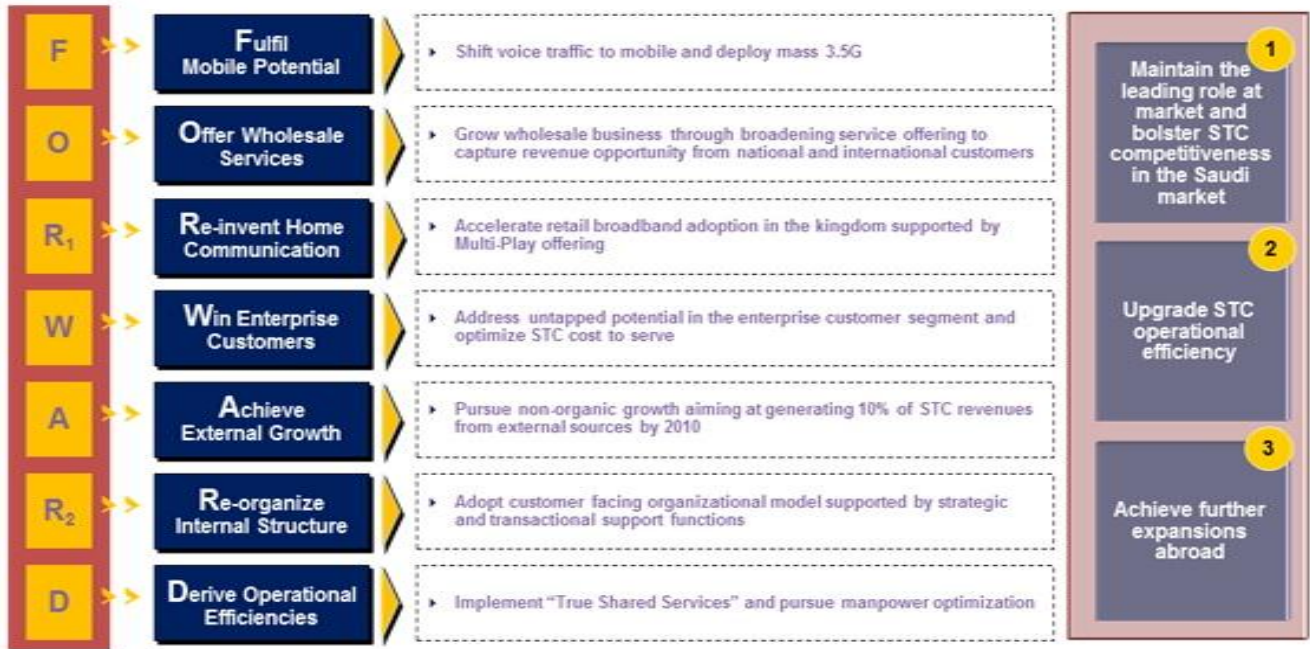 F
Fulfil
Mobile Potential
Shift voice traffic to mobile and deploy mass 3.5G
O
Offer Wholesale
Services
Grow wholesale business through broadening service offering to
capture revenue opportunity from national and international customers
R1
Re-invent Home
Communication
Accelerate retail broadband adoption in the kingdom supported by
Multi-Play offering
W
Win Enterprise
Customers
Address untapped potential in the enterprise customer segment and
optimize STC cost to serve
A
Achieve
External Growth
Pursue non-organic growth aiming at generating 10% of STC revenues
from external sources by 2010
R2
Re-organize
Internal Structure
Adopt customer facing organizational model supported by strategic
and transactional support functions
D
Derive Operational
Efficiencies
Implement “True Shared Services” and pursue manpower optimization
1
Maintain the
leading role at
market and
bolster STC
competitiveness
in the Saudi
market
2
Upgrade STC
operational
efficiency
3
Achieve further
expansions
abroad